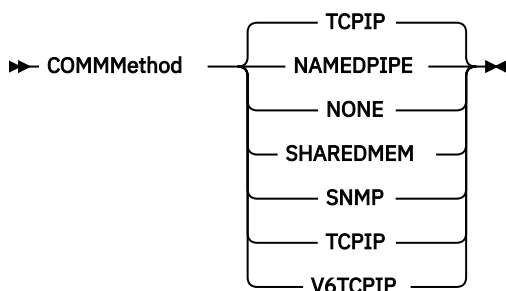 TCPIP
COMMMethod NAMEDPIPE
NONE
SHAREDMEM
SNMP
TCPIP
V6TCPIP